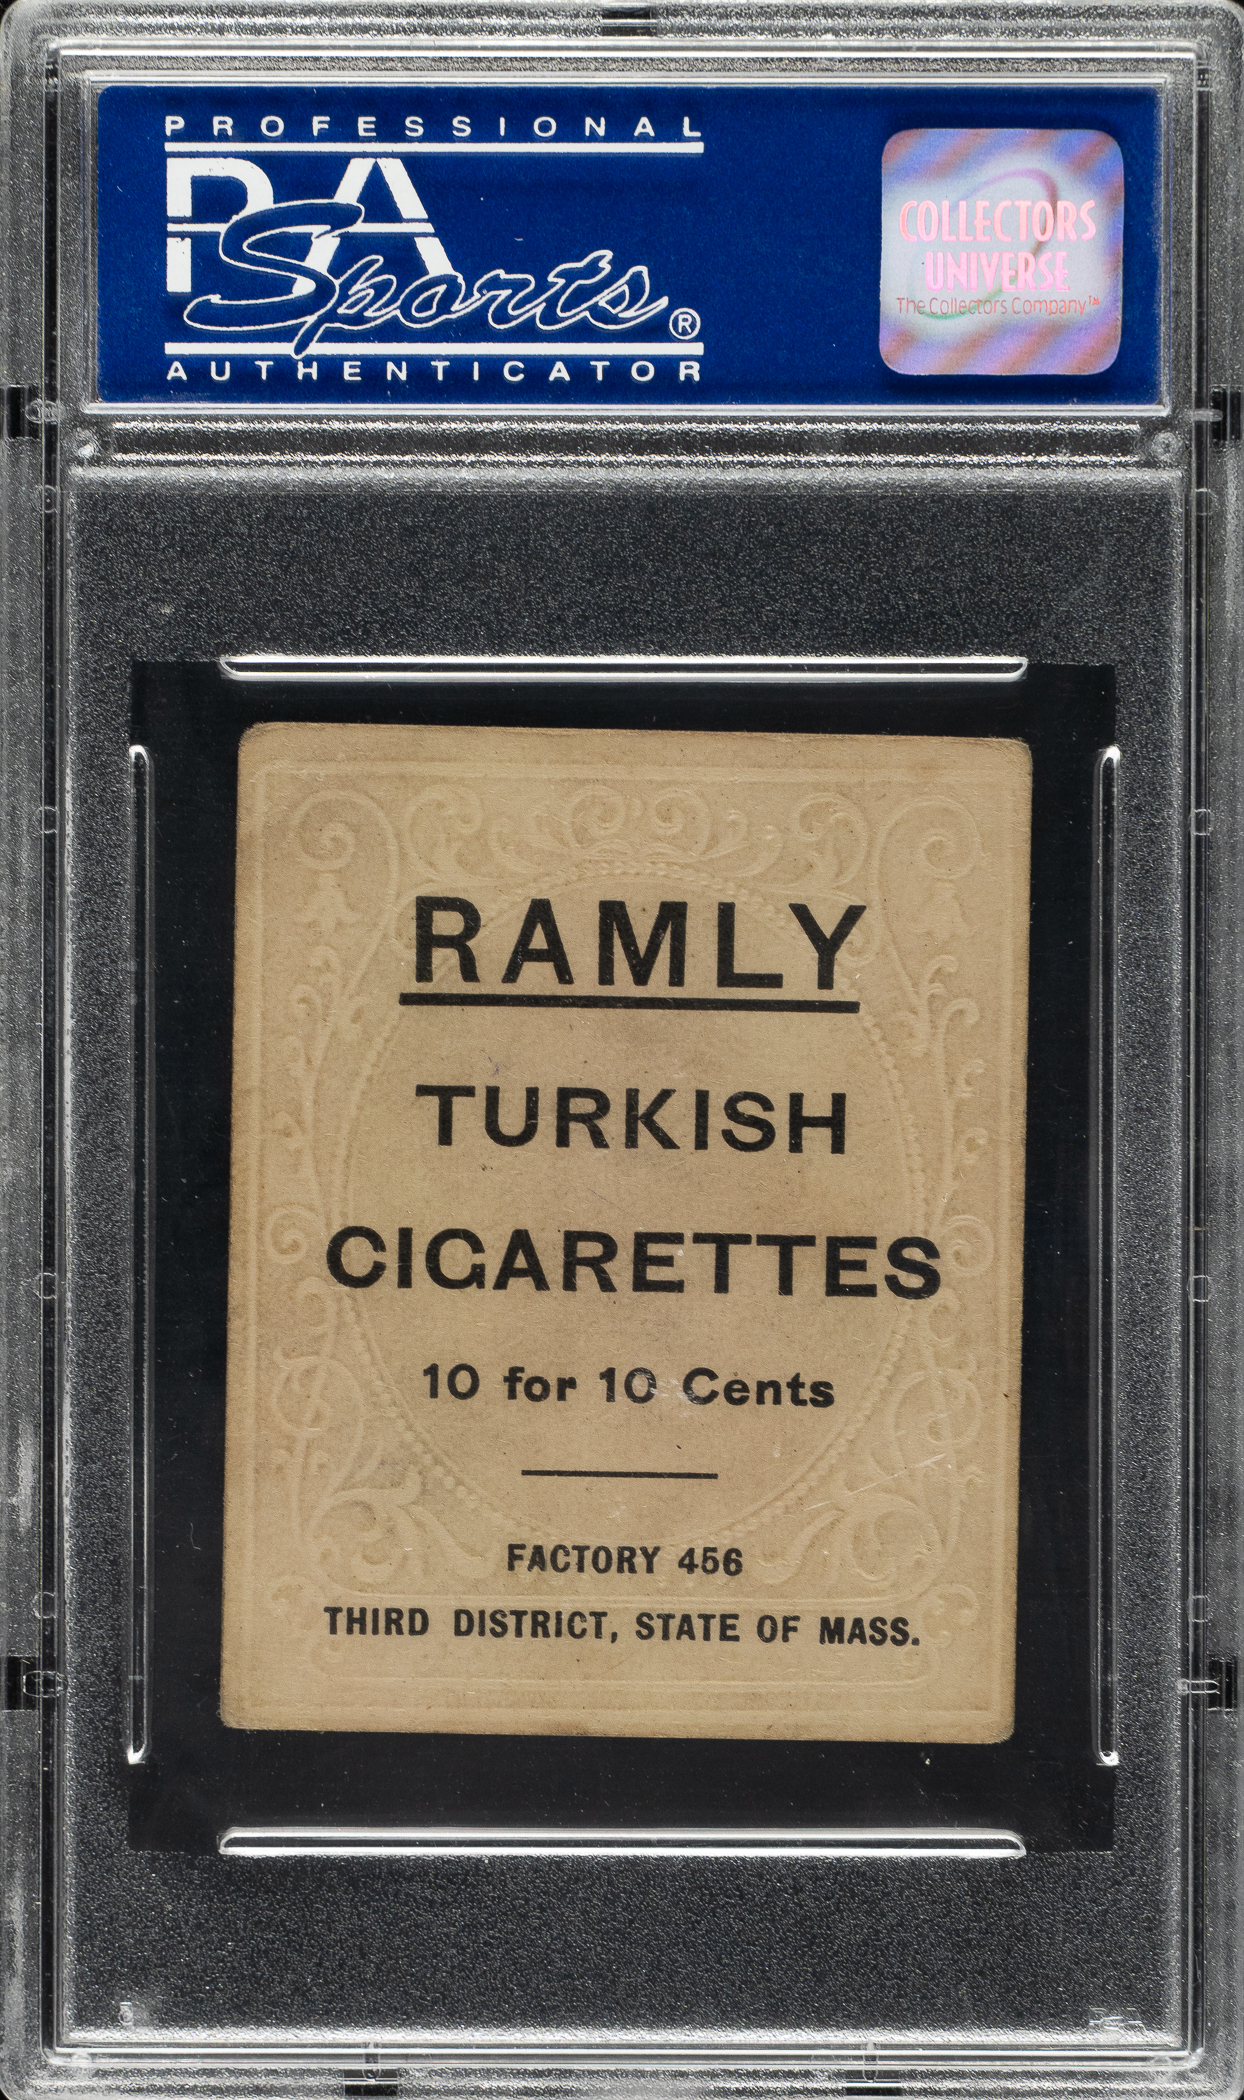 PROFESSIONAL
PSA
Sports®
AUTHENTICATOR
COLLECTORS
UNIVERSE
The Collectors Company™
RAMLY
TURKISH
CIGARETTES
10 for 10 Cents
FACTORY 456
THIRD DISTRICT, STATE OF MASS.